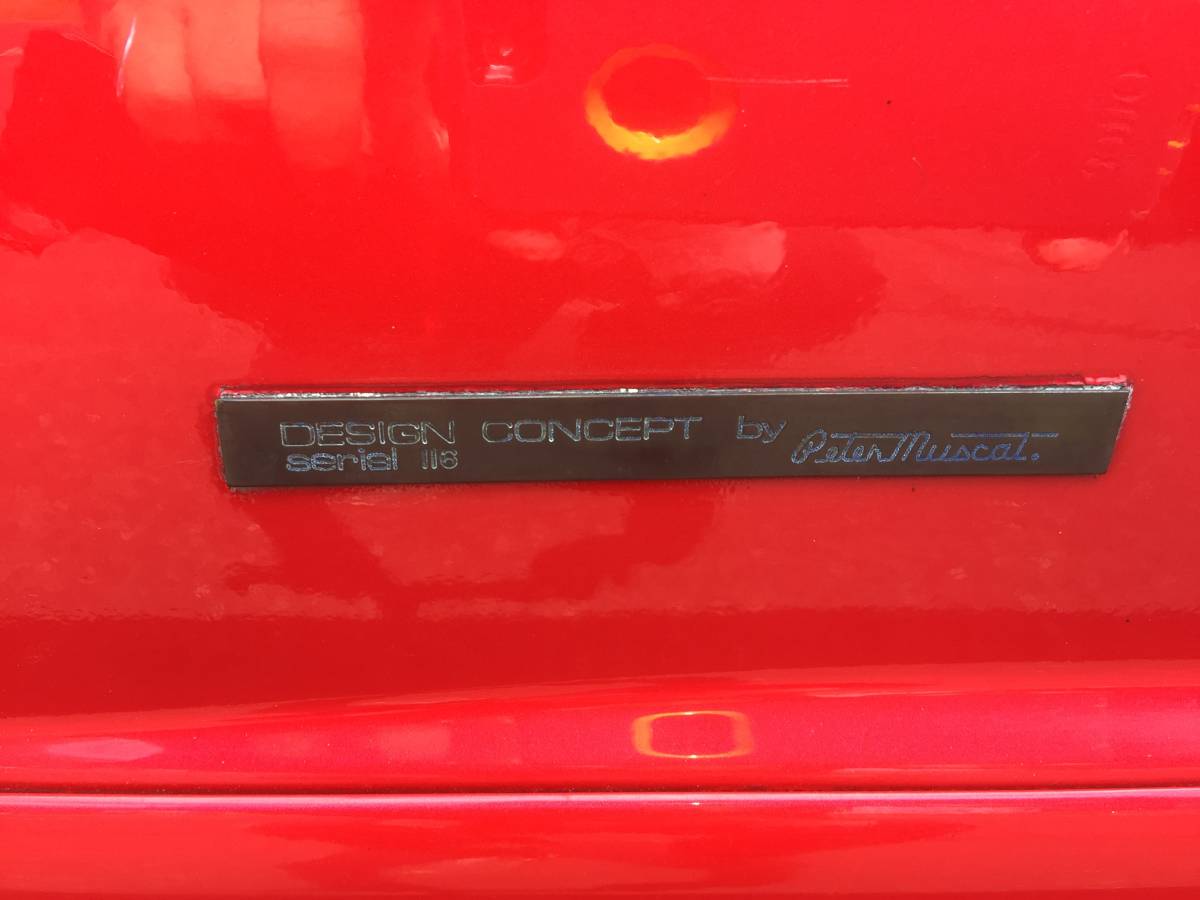 DESIGN CONCEPT by Peter Muscat.
serial 116